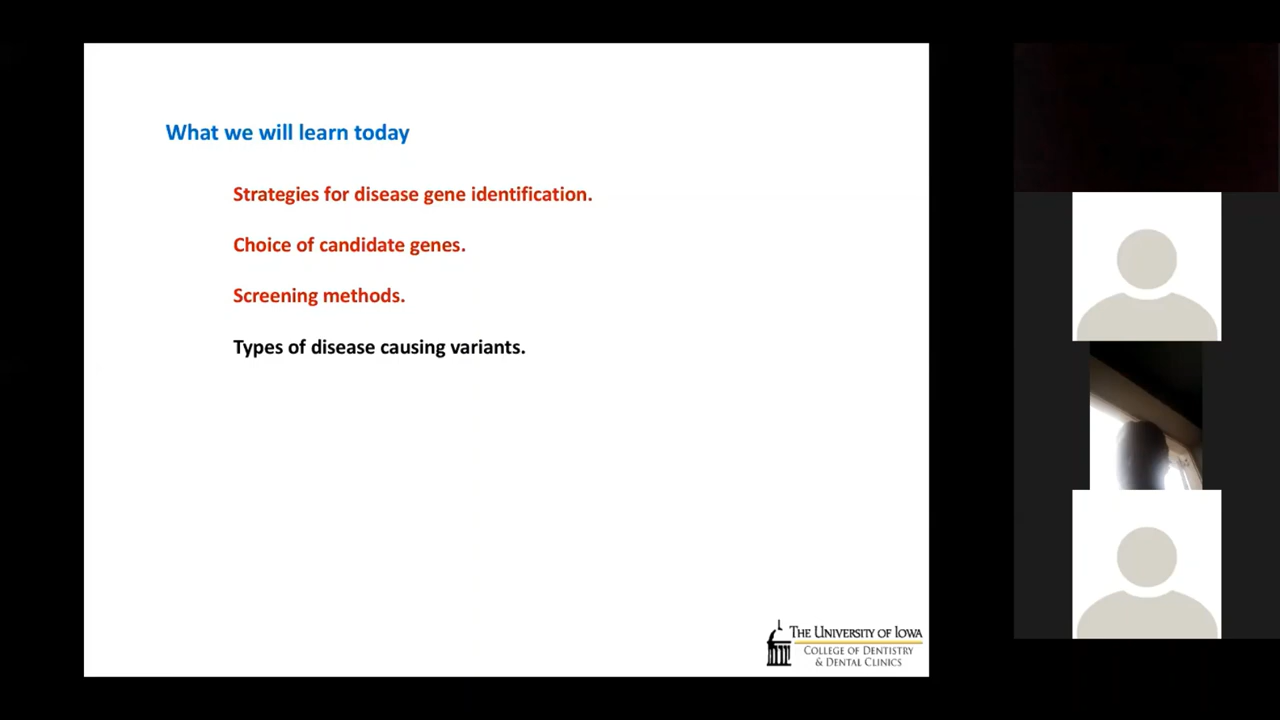 What we will learn today
Strategies for disease gene identification.
Choice of candidate genes.
Screening methods.
Types of disease causing variants.
THE UNIVERSITY OF IOWA
COLLEGE OF DENTISTRY
& DENTAL CLINICS